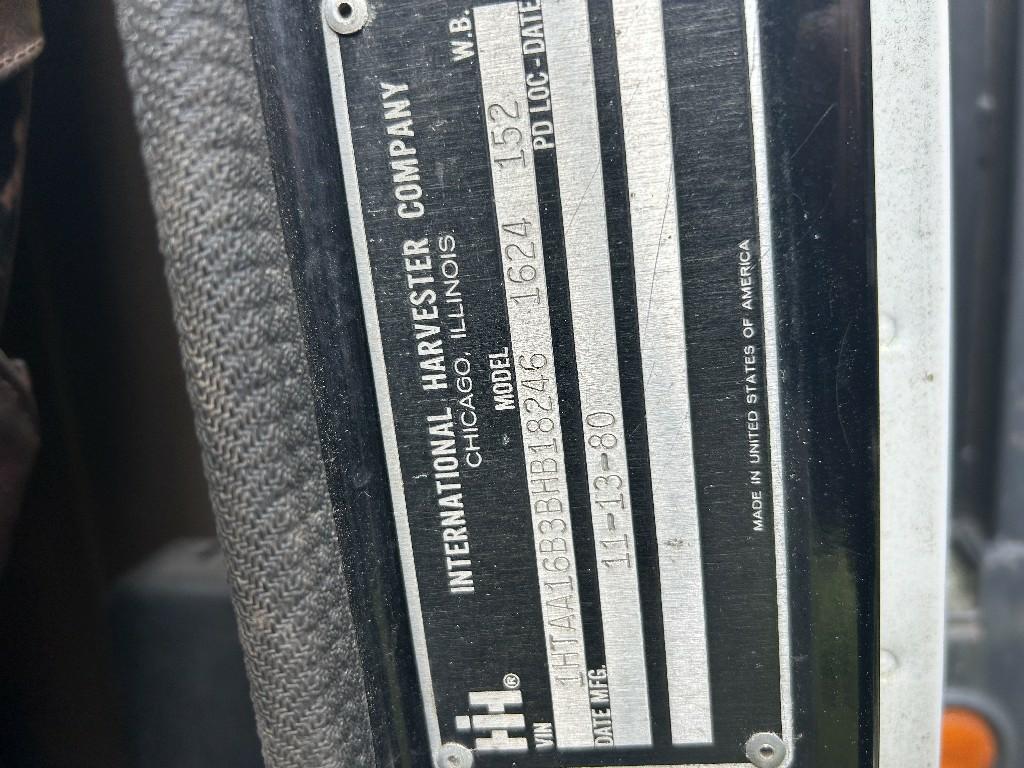 INTERNATIONAL HARVESTER COMPANY
CHICAGO, ILLINOIS
IH® MODEL W.B.
VIN 1HTAA16B3BHB18246 1624 152
DATE MFG. PD LOC-DATE
11-13-80
MADE IN UNITED STATES OF AMERICA